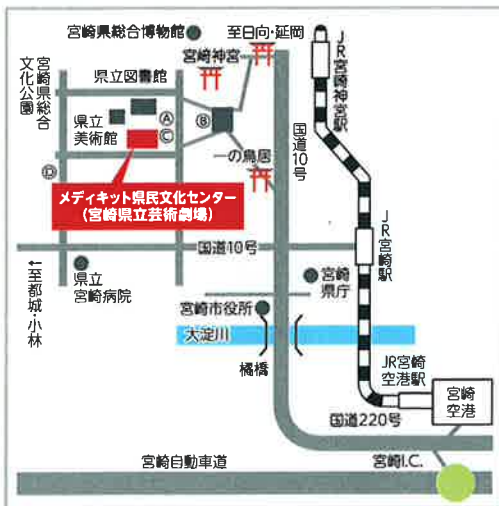 宮崎県総合博物館
至日向・延岡
宮崎神宮
JR宮崎神宮駅
宮崎県総合
文化公園
県立図書館
県立
美術館
Ⓐ
Ⓒ
Ⓑ
Ⓓ
一の鳥居
国道10号
メディキット県民文化センター
(宮崎県立芸術劇場)
国道10号
JR宮崎駅
←至都城・小林
県立
宮崎病院
宮崎
県庁
宮崎市役所
大淀川
橘橋
JR宮崎
空港駅
宮崎
空港
国道220号
宮崎自動車道
宮崎I.C.